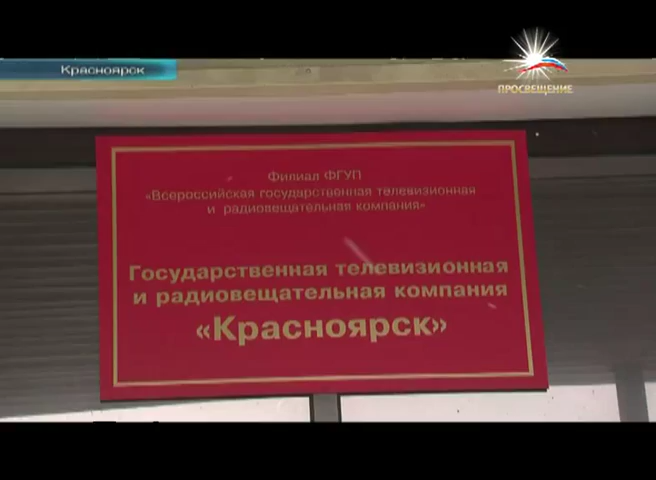 Красноярск
ПРОСВЕЩЕНИЕ
Филиал ФГУП
«Всероссийская государственная телевизионная
и радиовещательная компания»
Государственная телевизионная
и радиовещательная компания
«Красноярск»